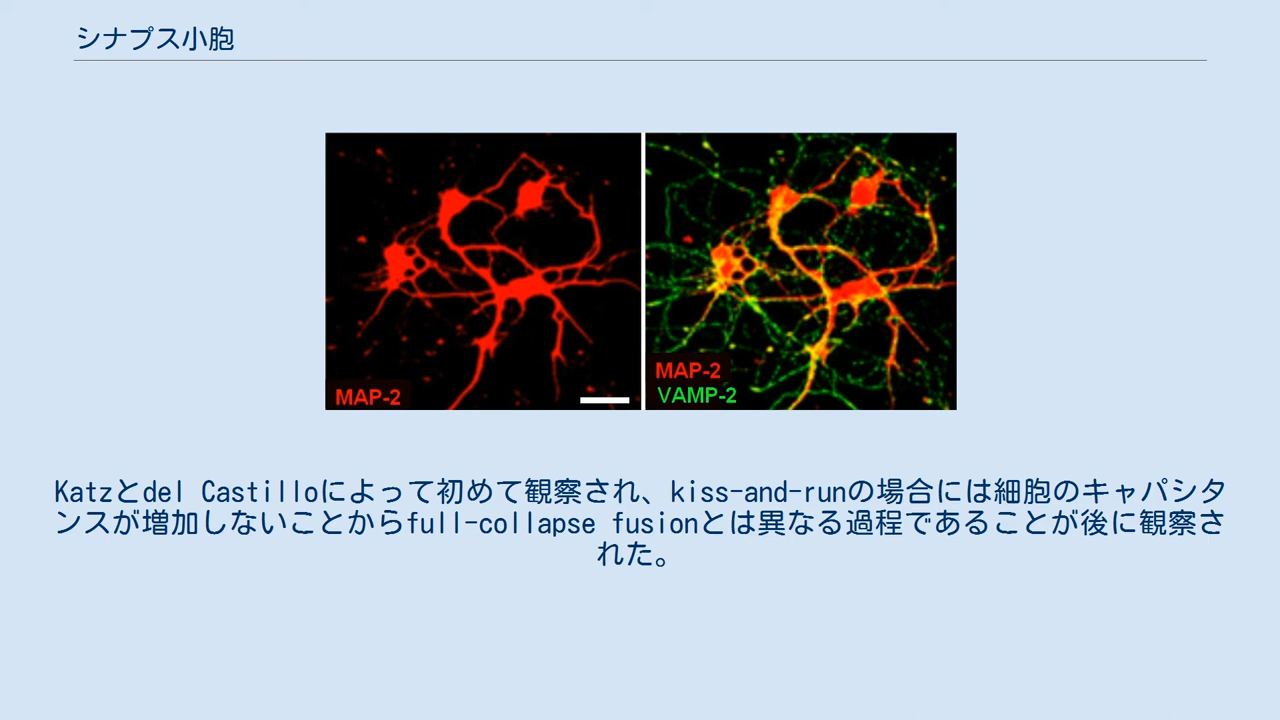 シナプス小胞
MAP-2
MAP-2
VAMP-2
Katzとdel Castilloによって初めて観察され、kiss-and-runの場合には細胞のキャパシタ
ンスが増加しないことからfull-collapse fusionとは異なる過程であることが後に観察さ
れた。